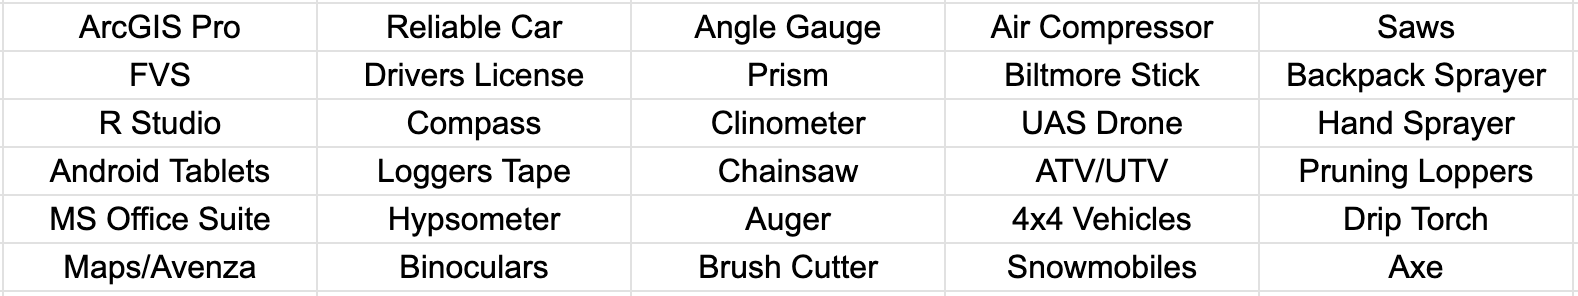 ArcGIS Pro Reliable Car Angle Gauge Air Compressor Saws
FVS Drivers License Prism Biltmore Stick Backpack Sprayer
R Studio Compass Clinometer UAS Drone Hand Sprayer
Android Tablets Loggers Tape Chainsaw ATV/UTV Pruning Loppers
MS Office Suite Hypsometer Auger 4x4 Vehicles Drip Torch
Maps/Avenza Binoculars Brush Cutter Snowmobiles Axe